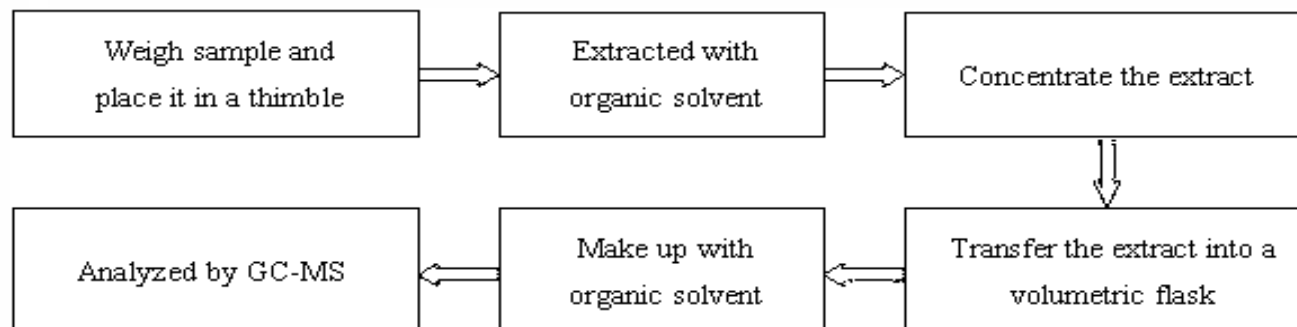 Weigh sample and
place it in a thimble
Extracted with
organic solvent
Concentrate the extract
Transfer the extract into a
volumetric flask
Make up with
organic solvent
Analyzed by GC-MS